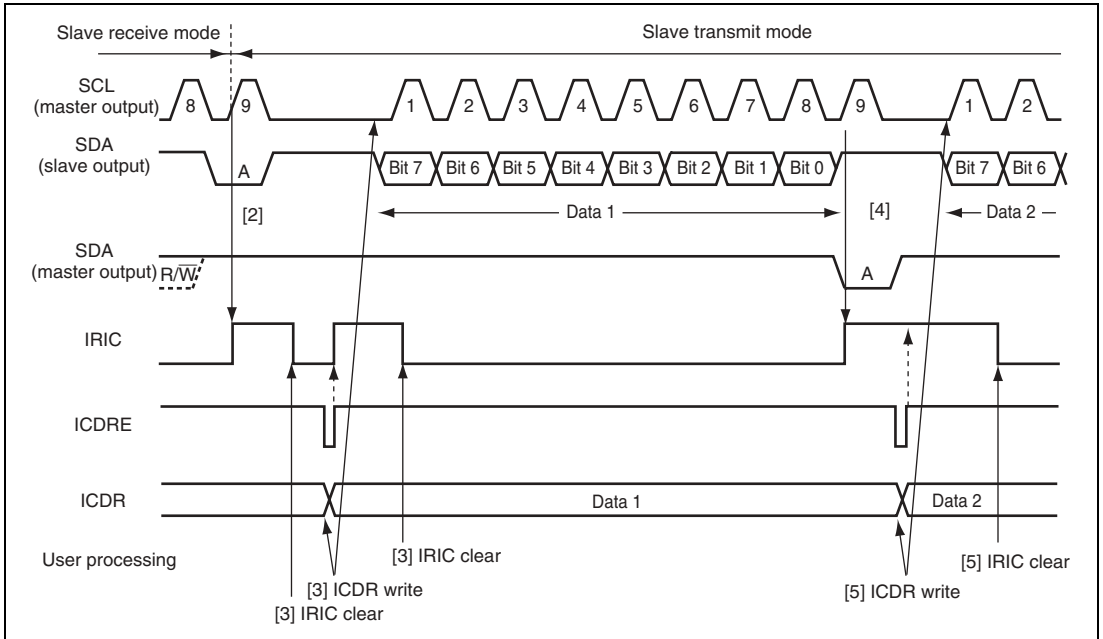 Slave receive mode
Slave transmit mode
SCL
(master output)
8 9 1 2 3 4 5 6 7 8 9 1 2
SDA
(slave output)
A Bit 7 Bit 6 Bit 5 Bit 4 Bit 3 Bit 2 Bit 1 Bit 0 Bit 7 Bit 6
[2] Data 1 [4] Data 2
SDA
(master output)
R/W̅
A
IRIC
ICDRE
ICDR
Data 1 Data 2
User processing
[3] IRIC clear
[5] IRIC clear
[3] ICDR write
[5] ICDR write
[3] IRIC clear